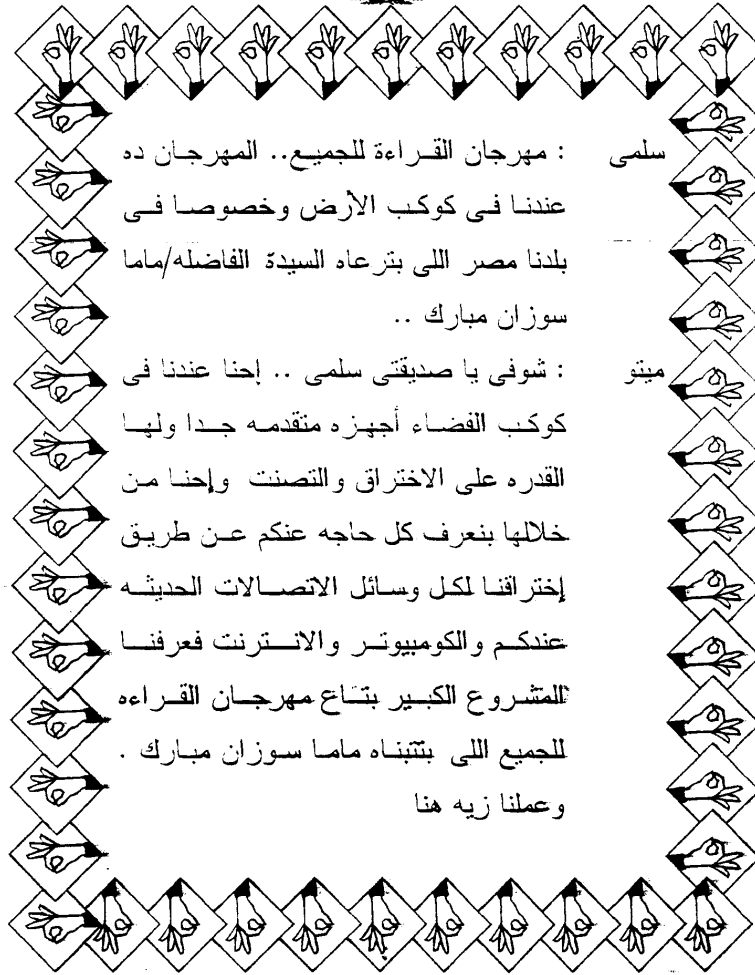 سلمى : مهرجان القراءة للجميع.. المهرجان ده
عندنا فى كوكب الأرض وخصوصا فى
بلدنا مصر اللى بترعاه السيدة الفاضله/ماما
سوزان مبارك ..
ميتو : شوفى يا صديقتى سلمى .. إحنا عندنا فى
كوكب الفضاء أجهزه متقدمه جدا ولها
القدره على الاختراق والتصنت وإحنا من
خلالها بنعرف كل حاجه عنكم عن طريق
إختراقنا لكل وسائل الاتصالات الحديثه
عندكم والكومبيوتر والانترنت فعرفنا
المشروع الكبير بتاع مهرجان القراءه
للجميع اللى بتتبناه ماما سوزان مبارك .
وعملنا زيه هنا